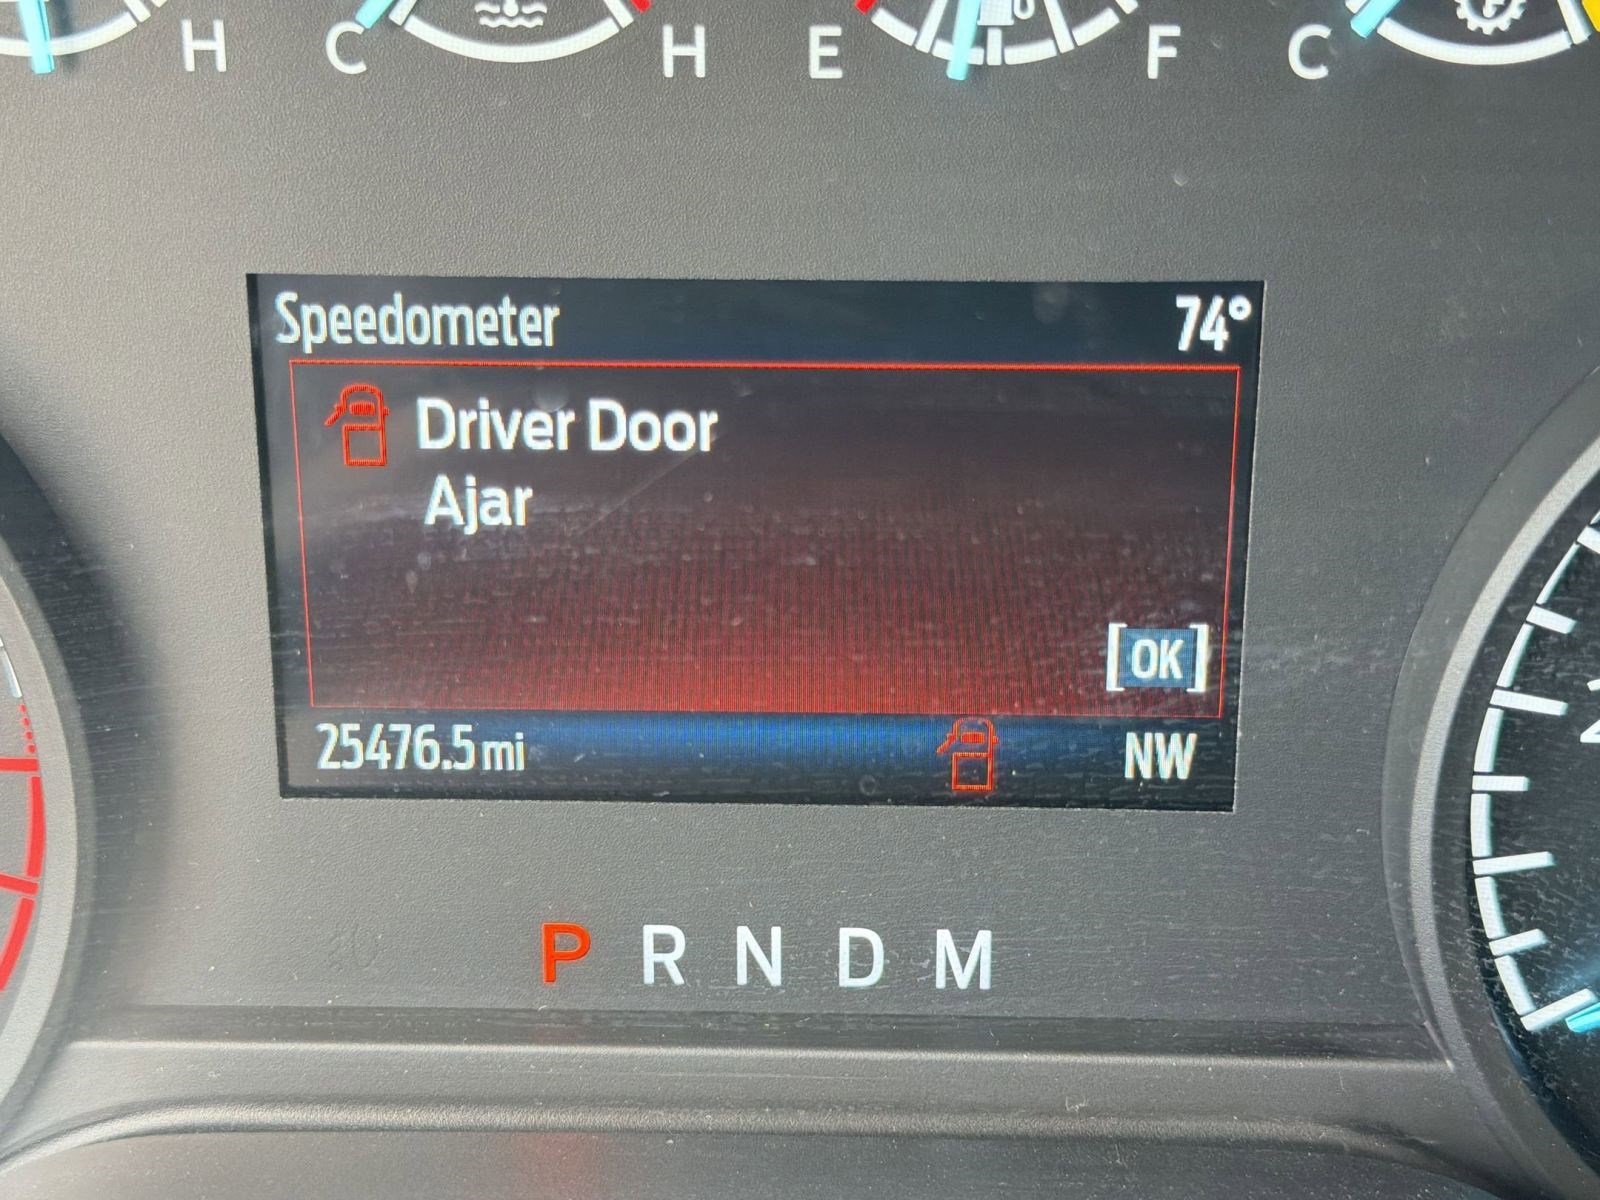 H C H E F C
Speedometer 74°
Driver Door
Ajar
[OK]
25476.5 mi NW
P R N D M